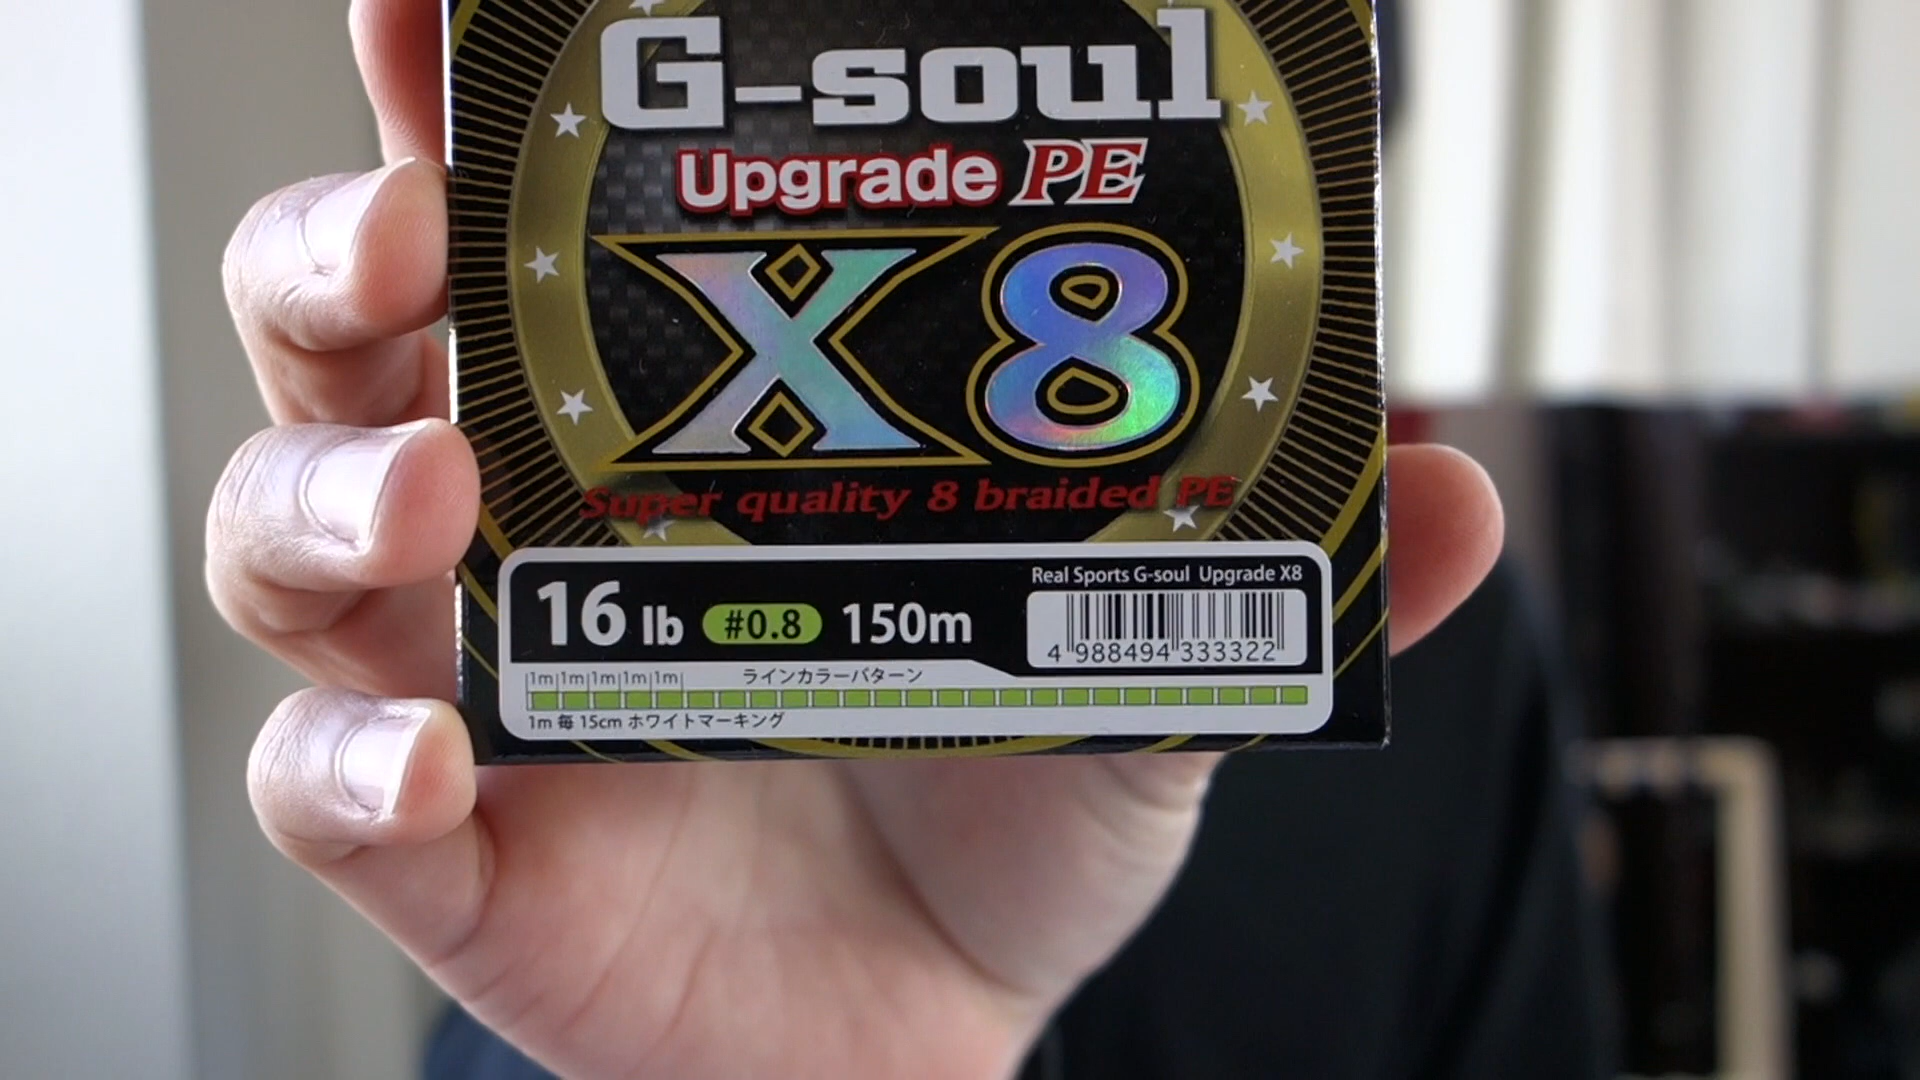 G-soul
Upgrade PE
X8
Super quality 8 braided PE
Real Sports G-soul Upgrade X8
16 lb #0.8 150m
4 988494 333322
1m 1m 1m 1m 1m ラインカラーパターン
1m 毎 15cm ホワイトマーキング